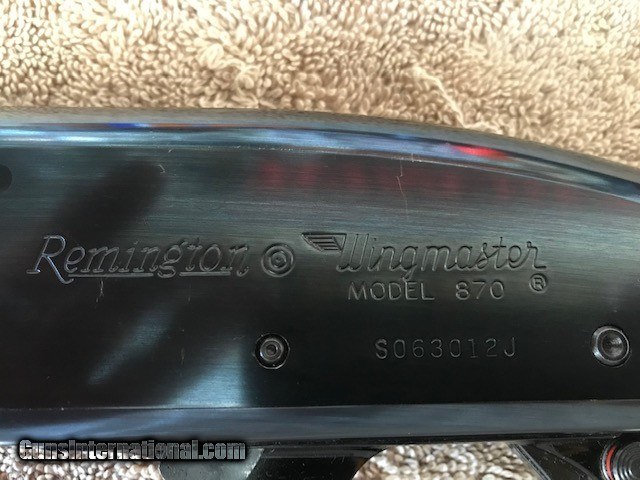 Remington Wingmaster
MODEL 870 ®
S063012J
GunsInternational.com